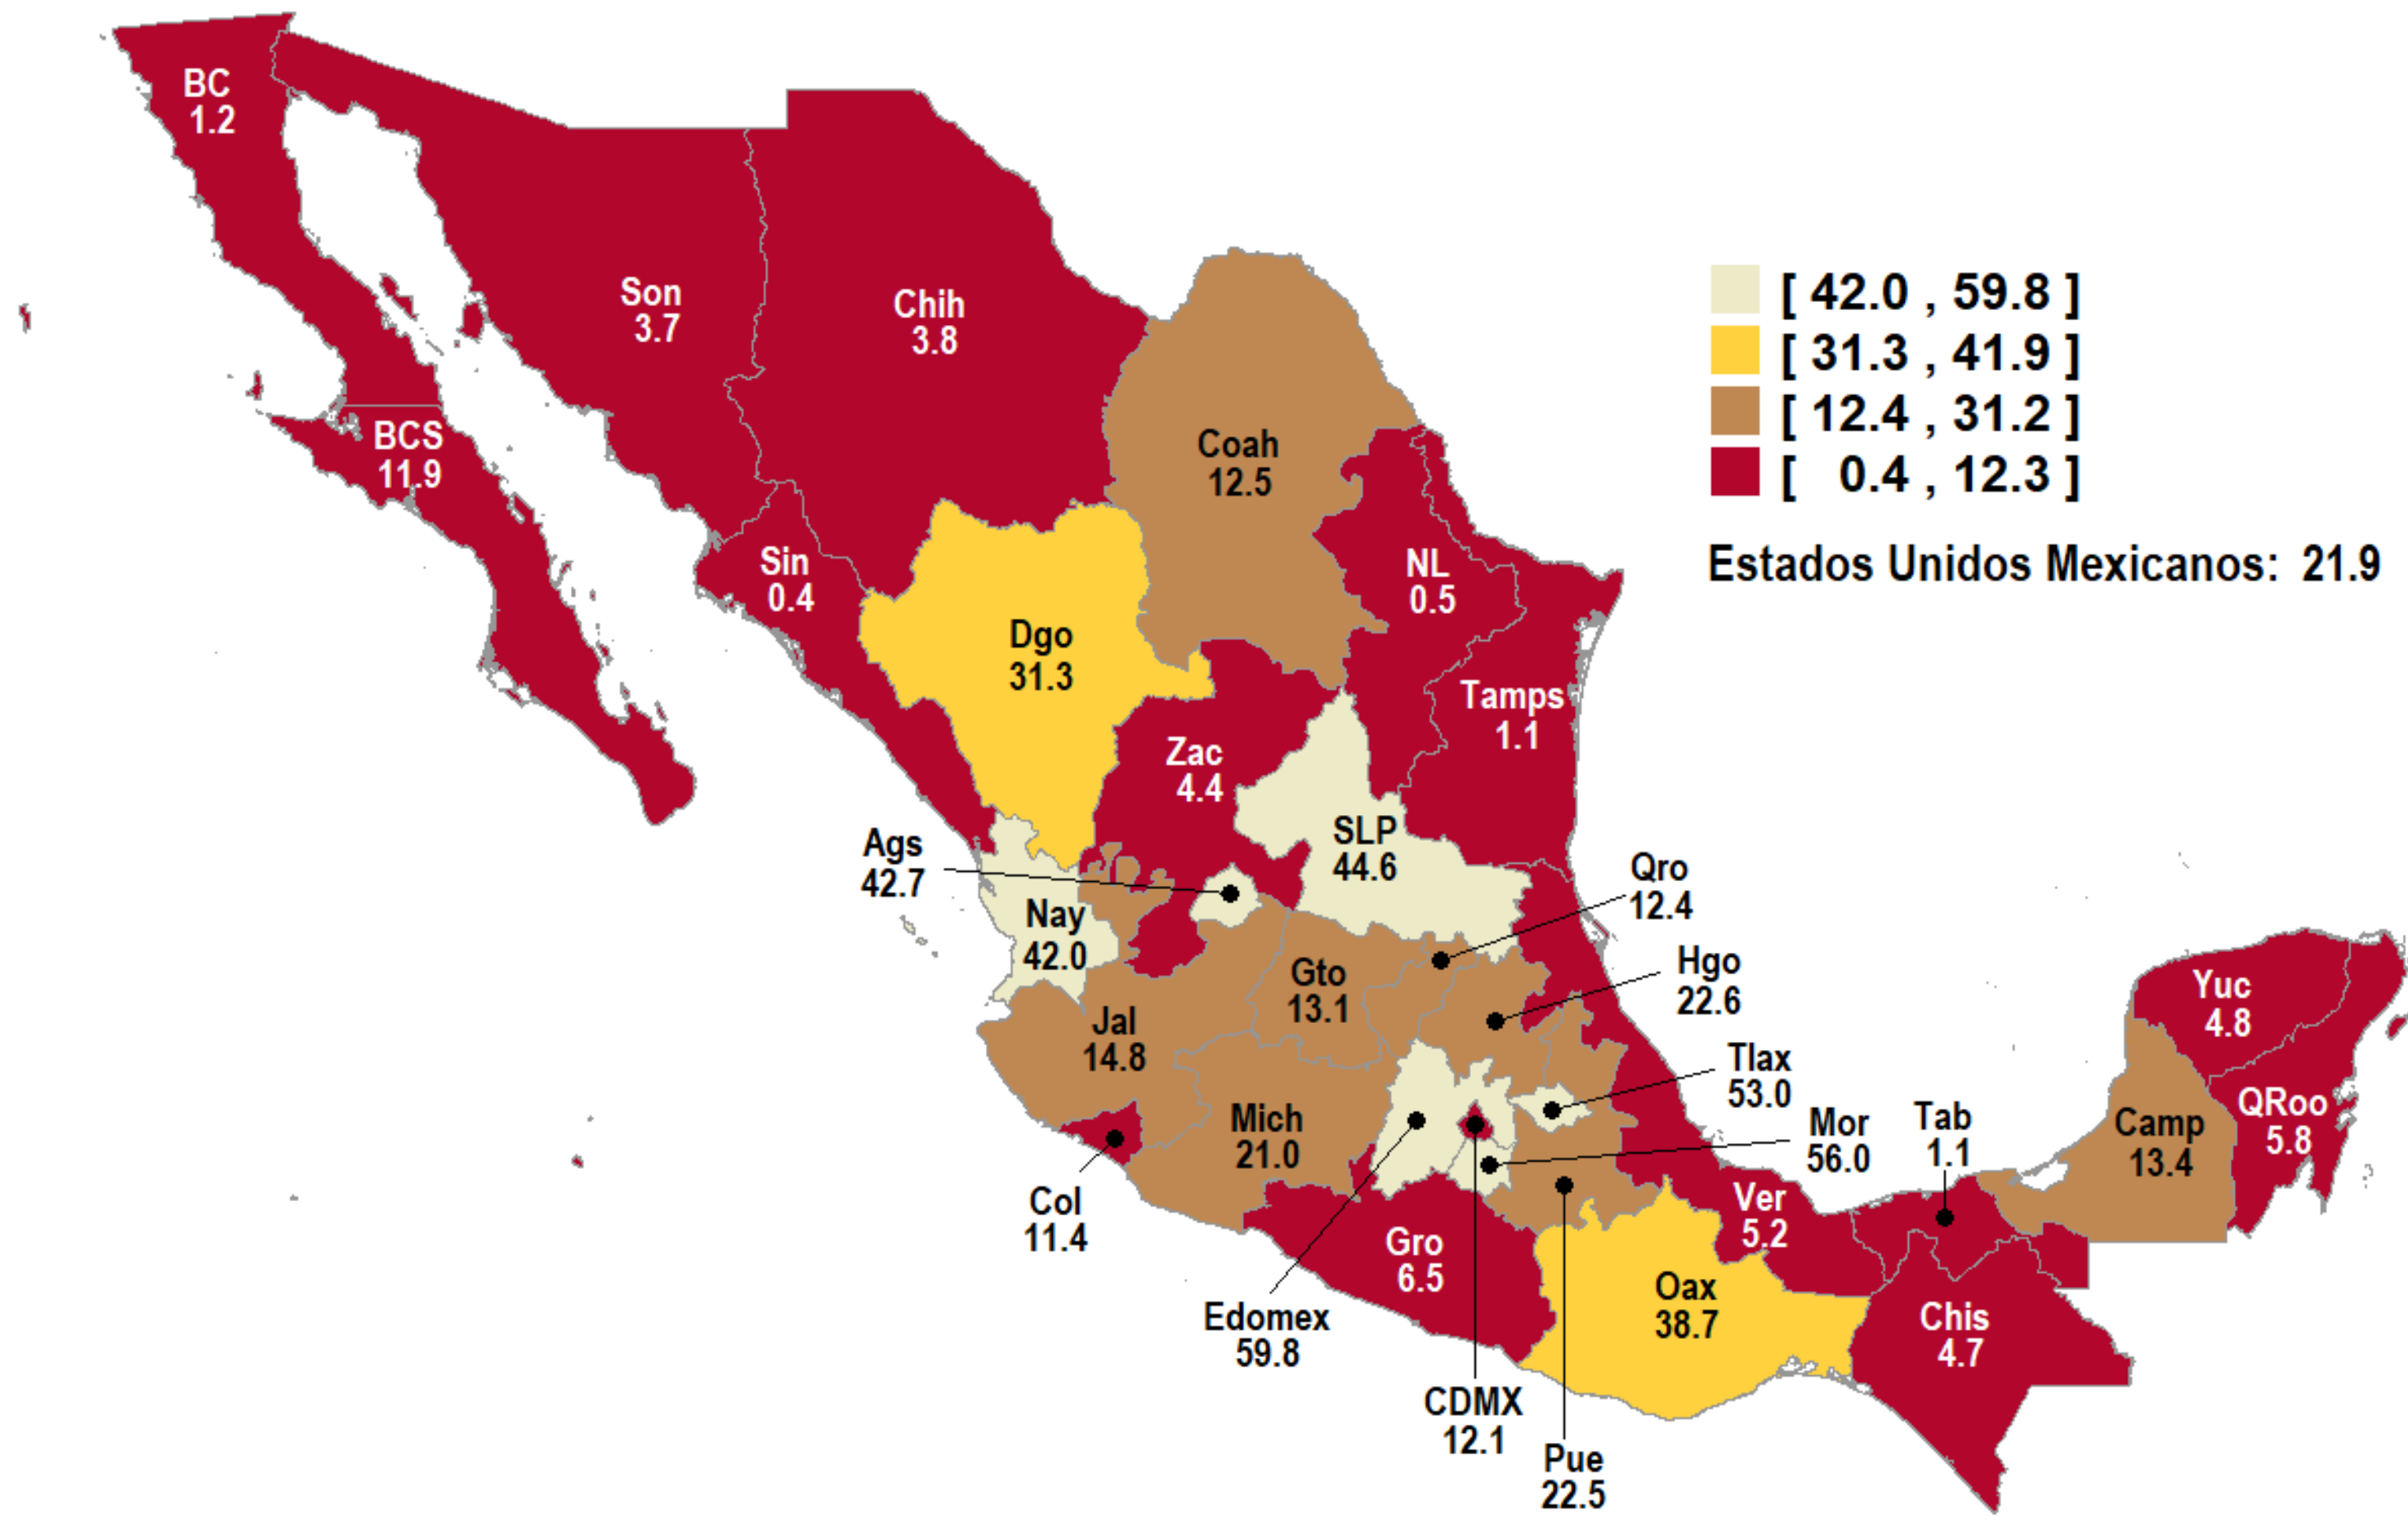 BC
1.2
Son
3.7
Chih
3.8
[ 42.0 , 59.8 ]
[ 31.3 , 41.9 ]
[ 12.4 , 31.2 ]
[ 0.4 , 12.3 ]
Estados Unidos Mexicanos: 21.9
BCS
11.9
Coah
12.5
Sin
0.4
NL
0.5
Dgo
31.3
Tamps
1.1
Zac
4.4
Ags
42.7
SLP
44.6
Qro
12.4
Nay
42.0
Gto
13.1
Hgo
22.6
Yuc
4.8
Jal
14.8
Tlax
53.0
QRoo
5.8
Mich
21.0
Mor
56.0
Tab
1.1
Camp
13.4
Col
11.4
Ver
5.2
Gro
6.5
Oax
38.7
Edomex
59.8
Chis
4.7
CDMX
12.1
Pue
22.5